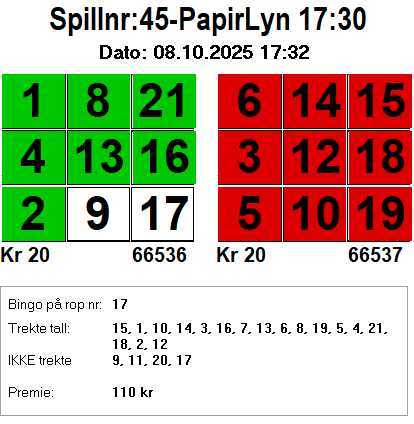 Spillnr:45-PapirLyn 17:30
Dato: 08.10.2025 17:32
1 8 21 6 14 15
4 13 16 3 12 18
2 9 17 5 10 19
Kr 20 66536 Kr 20 66537
Bingo på rop nr: 17
Trekte tall: 15, 1, 10, 14, 3, 16, 7, 13, 6, 8, 19, 5, 4, 21,
18, 2, 12
IKKE trekte 9, 11, 20, 17
Premie: 110 kr